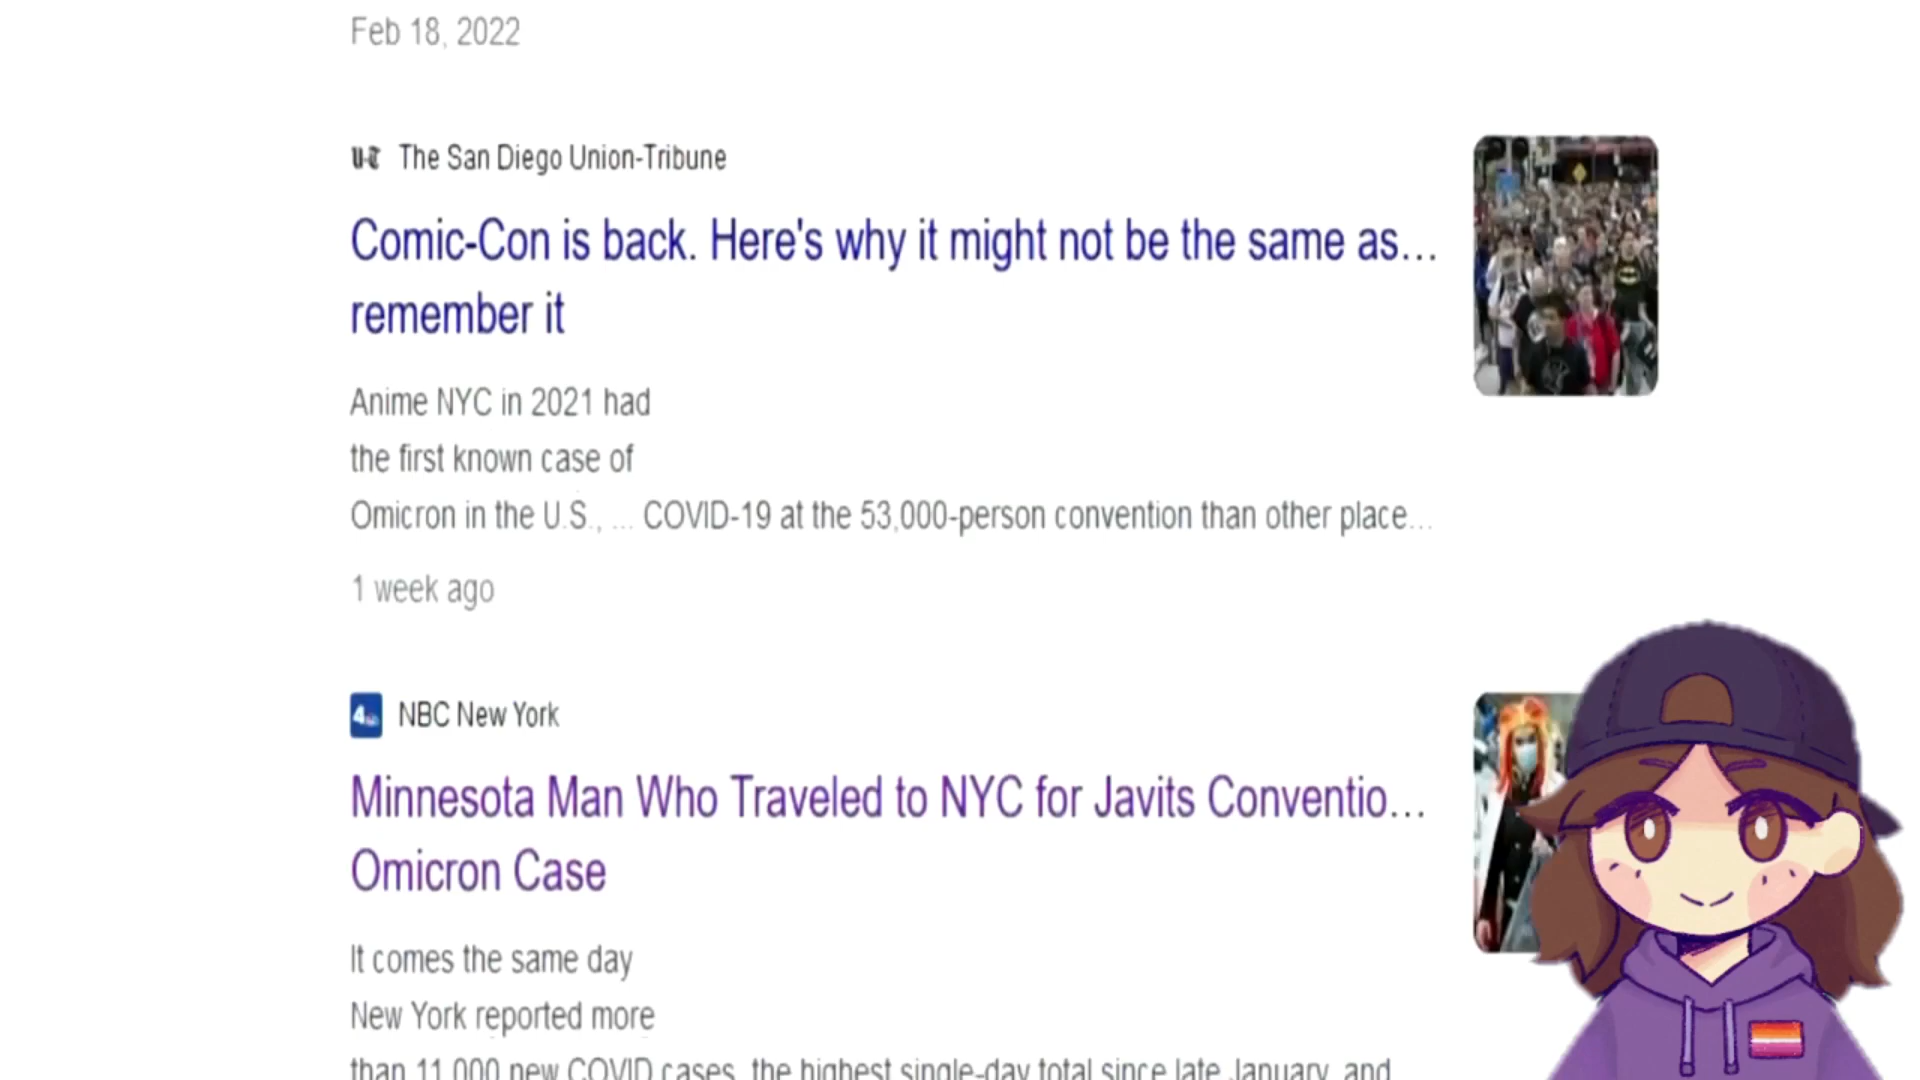 Feb 18, 2022
The San Diego Union-Tribune
Comic-Con is back. Here's why it might not be the same as...
remember it
Anime NYC in 2021 had
the first known case of
Omicron in the U.S., ... COVID-19 at the 53,000-person convention than other place...
1 week ago
4 NBC New York
Minnesota Man Who Traveled to NYC for Javits Conventio...
Omicron Case
It comes the same day
New York reported more
than 11,000 new COVID cases, the highest single-day total since late January, and